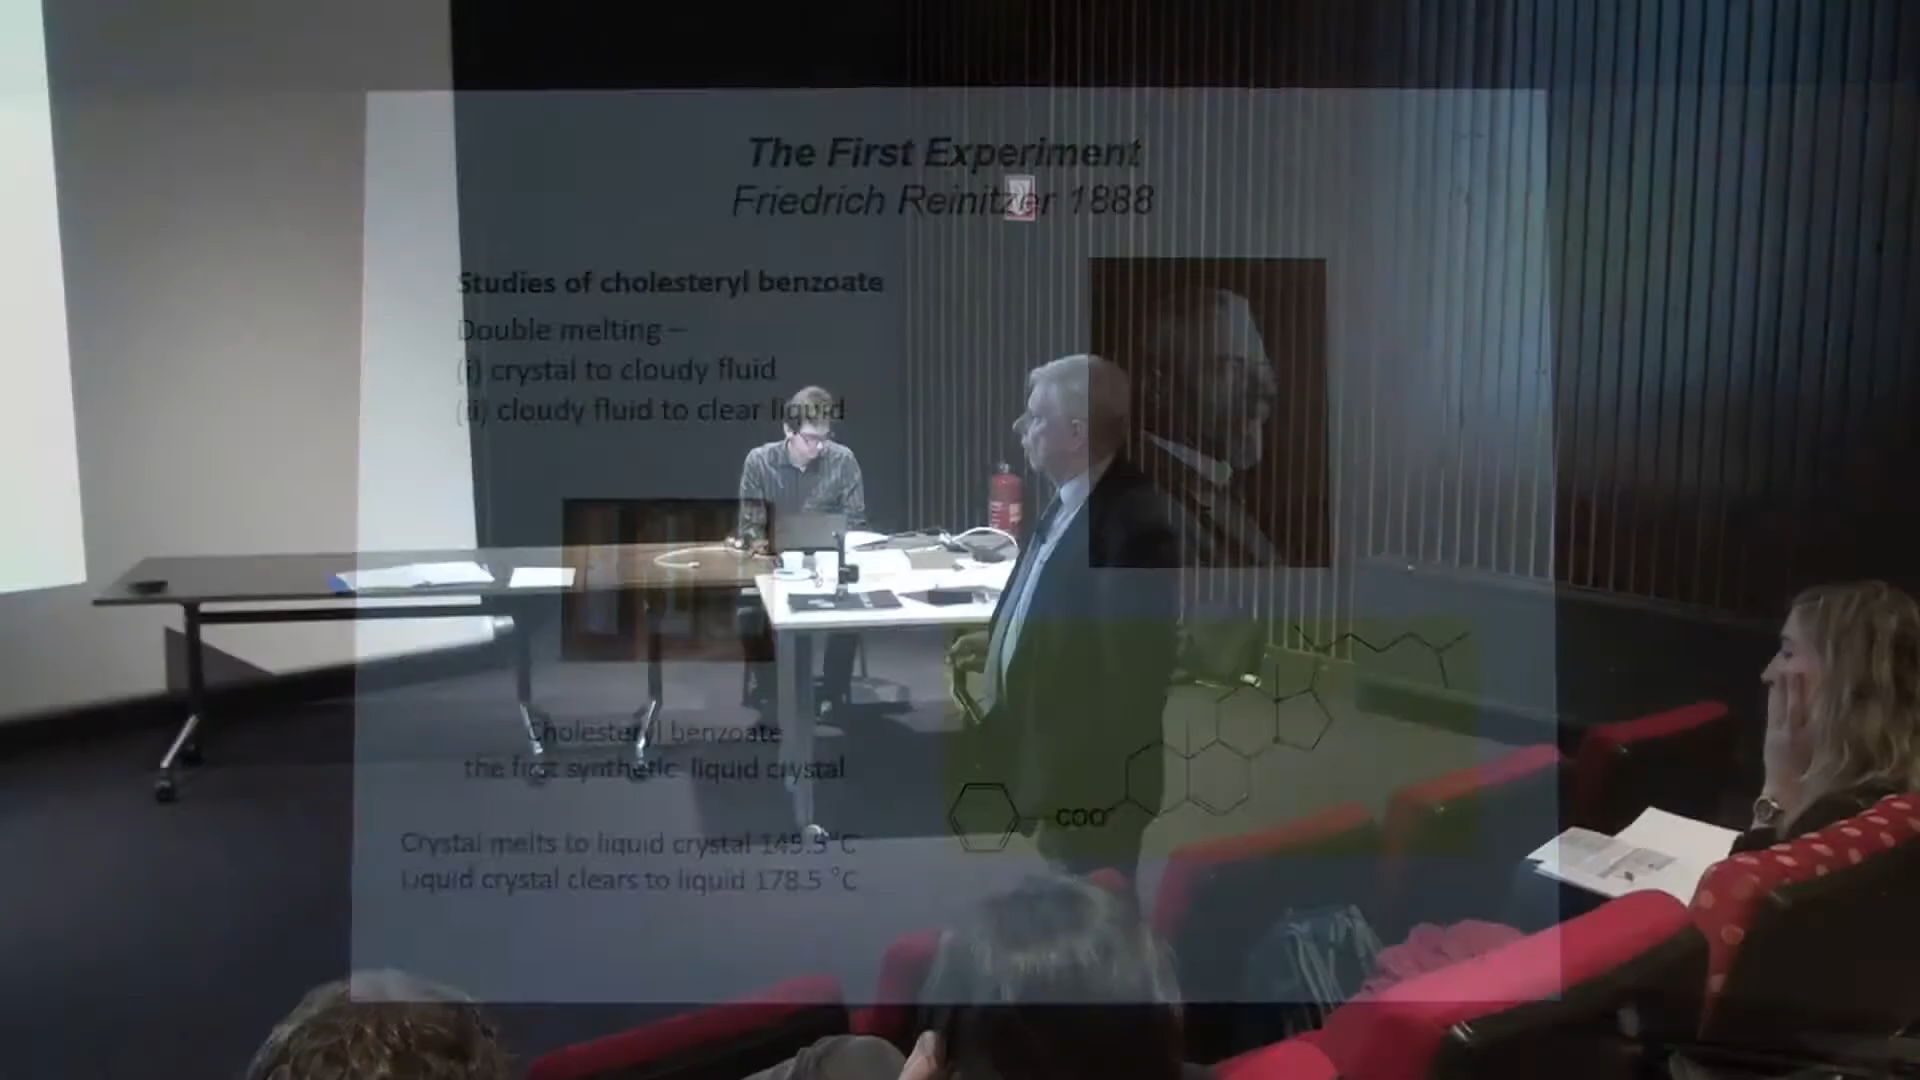 The First Experiment
Friedrich Reinitzer 1888
Studies of cholesteryl benzoate
Double melting –
(i) crystal to cloudy fluid
(ii) cloudy fluid to clear liquid
Cholesteryl benzoate
the first synthetic liquid crystal
COO
Crystal melts to liquid crystal 145.5 °C
Liquid crystal clears to liquid 178.5 °C